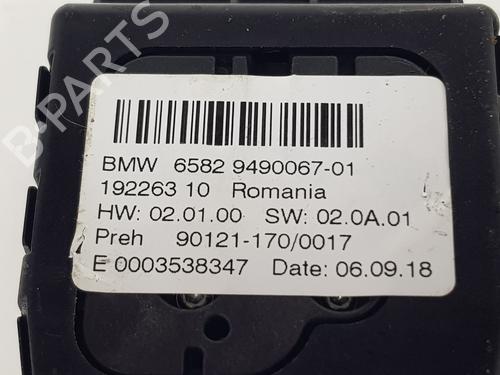 BMW 6582 9490067-01
192263 10 Romania
HW: 02.01.00 SW: 02.0A.01
Preh 90121-170/0017
E 0003538347 Date: 06.09.18
B-PARTS